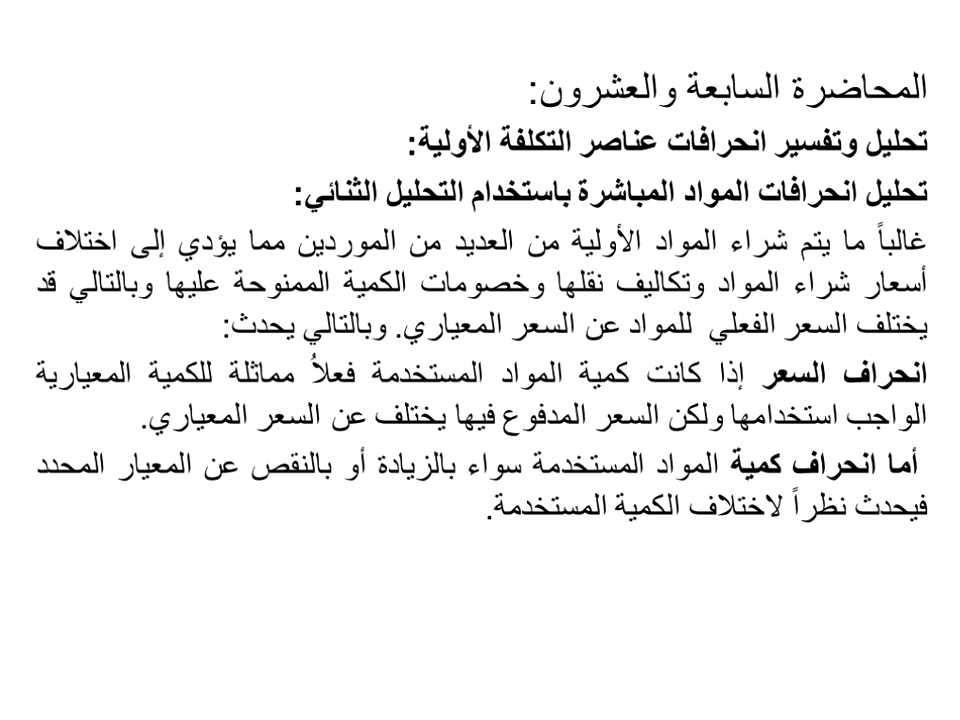 المحاضرة السابعة والعشرون:
تحليل وتفسير انحرافات عناصر التكلفة الأولية:
تحليل انحرافات المواد المباشرة باستخدام التحليل الثنائي:
غالباً ما يتم شراء المواد الأولية من العديد من الموردين مما يؤدي إلى اختلاف
أسعار شراء المواد وتكاليف نقلها وخصومات الكمية الممنوحة عليها وبالتالي قد
يختلف السعر الفعلي للمواد عن السعر المعياري. وبالتالي يحدث:
انحراف السعر إذا كانت كمية المواد المستخدمة فعلاُ مماثلة للكمية المعيارية
الواجب استخدامها ولكن السعر المدفوع فيها يختلف عن السعر المعياري.
أما انحراف كمية المواد المستخدمة سواء بالزيادة أو بالنقص عن المعيار المحدد
فيحدث نظراً لاختلاف الكمية المستخدمة.